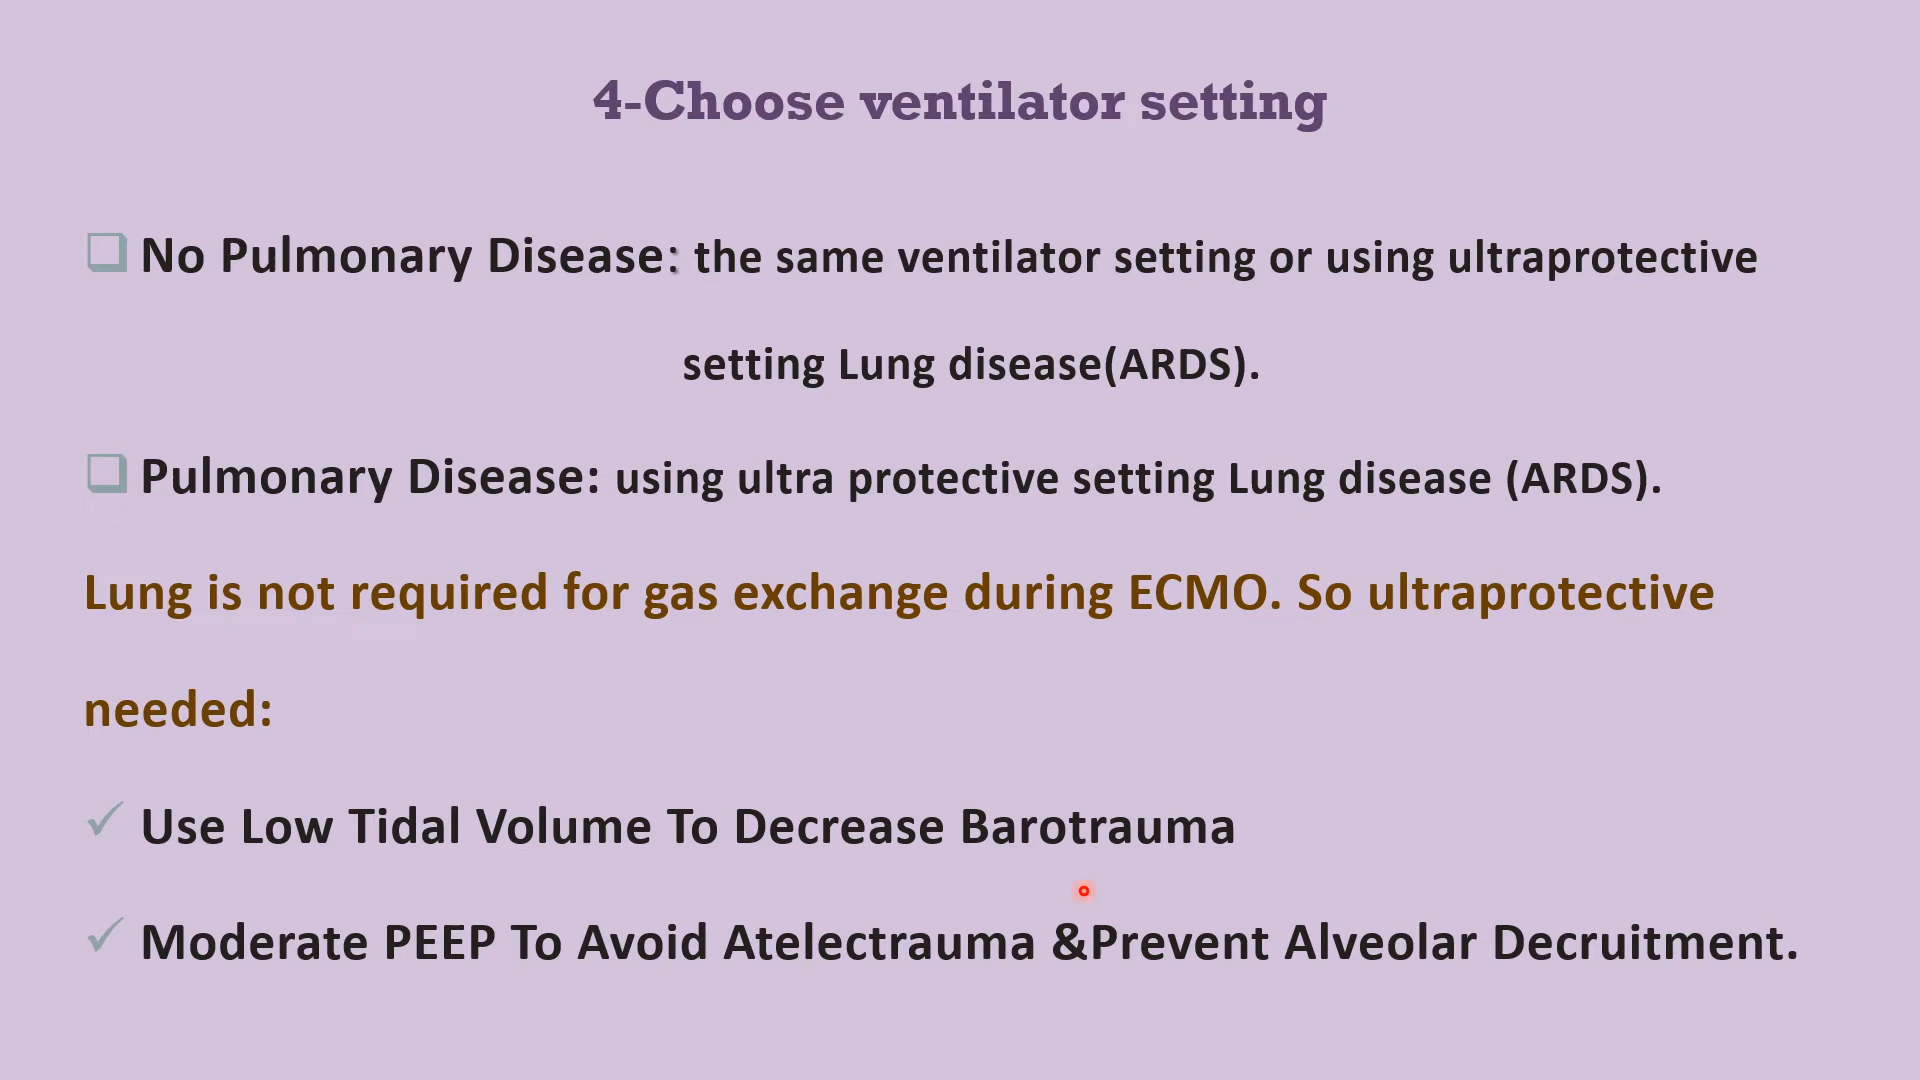 4-Choose ventilator setting
No Pulmonary Disease: the same ventilator setting or using ultraprotective
setting Lung disease(ARDS).
Pulmonary Disease: using ultra protective setting Lung disease (ARDS).
Lung is not required for gas exchange during ECMO. So ultraprotective
needed:
Use Low Tidal Volume To Decrease Barotrauma
Moderate PEEP To Avoid Atelectrauma &Prevent Alveolar Decruitment.